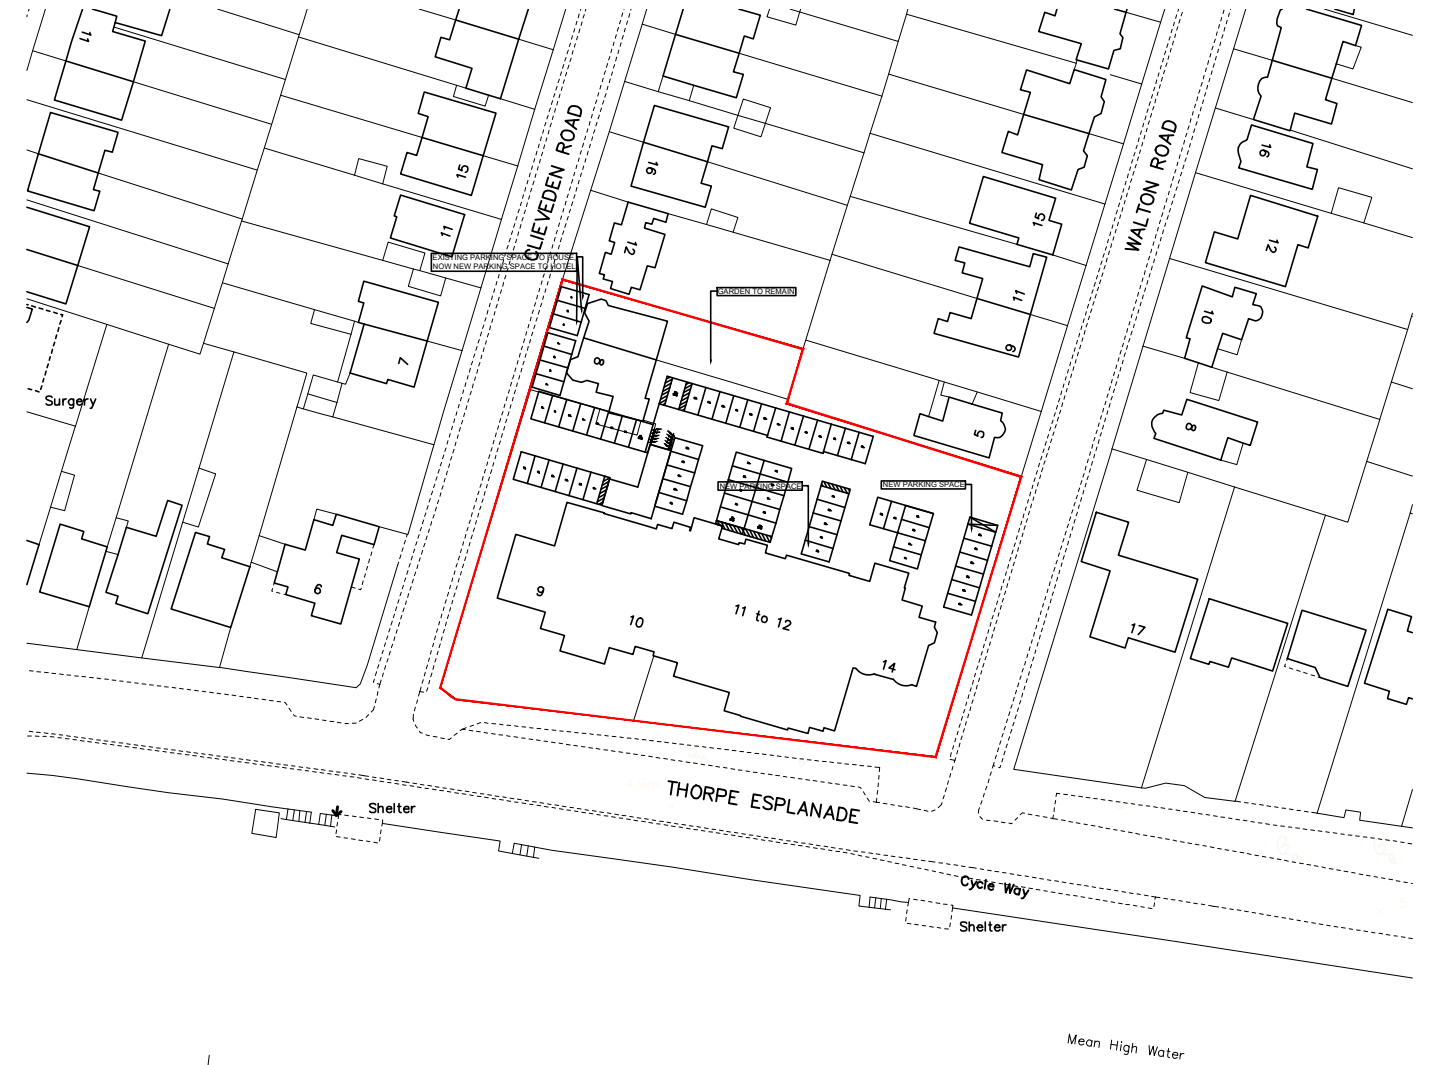 11
15
11
7
Surgery
6
CLIEVEDEN ROAD
16
12
EXISTING PARKING SPACE TO HOUSE
NOW NEW PARKING SPACE TO HOTEL
GARDEN TO REMAIN
8
NEW PARKING SPACE
NEW PARKING SPACE
9
10
11 to 12
14
15
11
9
5
WALTON ROAD
16
12
10
8
17
THORPE ESPLANADE
Shelter
Cycle Way
Shelter
Mean High Water